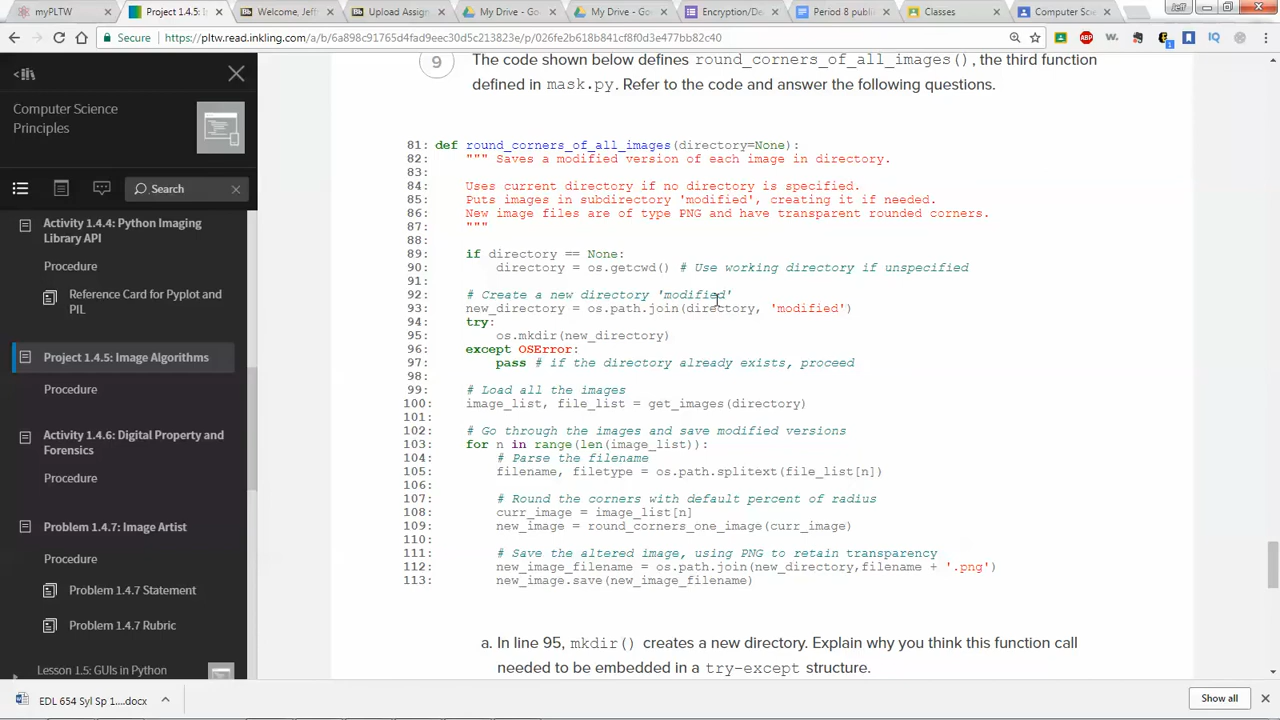 myPLTW
Project 1.4.5: I
Welcome, Jeff
Upload Assign
My Drive - Go
My Drive - Goo
Encryption/De
Period 8 publi
Classes
Computer Scie
Secure
https://pltw.read.inkling.com/a/b/6a898c91765d4fad9eec30d5c213823e/p/026fe2b618b841cf8f0d3e477bb82c40
Computer Science
Principles
Search
Activity 1.4.4: Python Imaging
Library API
Procedure
Reference Card for Pyplot and
PIL
Project 1.4.5: Image Algorithms
Procedure
Activity 1.4.6: Digital Property and
Forensics
Procedure
Problem 1.4.7: Image Artist
Procedure
Problem 1.4.7 Statement
Problem 1.4.7 Rubric
Lesson 1.5: GUIs in Python
9 The code shown below defines round_corners_of_all_images(), the third function
defined in mask.py. Refer to the code and answer the following questions.
81: def round_corners_of_all_images(directory=None):
82: """ Saves a modified version of each image in directory.
83:
84: Uses current directory if no directory is specified.
85: Puts images in subdirectory 'modified', creating it if needed.
86: New image files are of type PNG and have transparent rounded corners.
87: """
88:
89: if directory == None:
90: directory = os.getcwd() # Use working directory if unspecified
91:
92: # Create a new directory 'modified'
93: new_directory = os.path.join(directory, 'modified')
94: try:
95: os.mkdir(new_directory)
96: except OSError:
97: pass # if the directory already exists, proceed
98:
99: # Load all the images
100: image_list, file_list = get_images(directory)
101:
102: # Go through the images and save modified versions
103: for n in range(len(image_list)):
104: # Parse the filename
105: filename, filetype = os.path.splitext(file_list[n])
106:
107: # Round the corners with default percent of radius
108: curr_image = image_list[n]
109: new_image = round_corners_one_image(curr_image)
110:
111: # Save the altered image, using PNG to retain transparency
112: new_image_filename = os.path.join(new_directory,filename + '.png')
113: new_image.save(new_image_filename)
a. In line 95, mkdir() creates a new directory. Explain why you think this function call
needed to be embedded in a try-except structure.
EDL 654 Syl Sp 1....docx
Show all